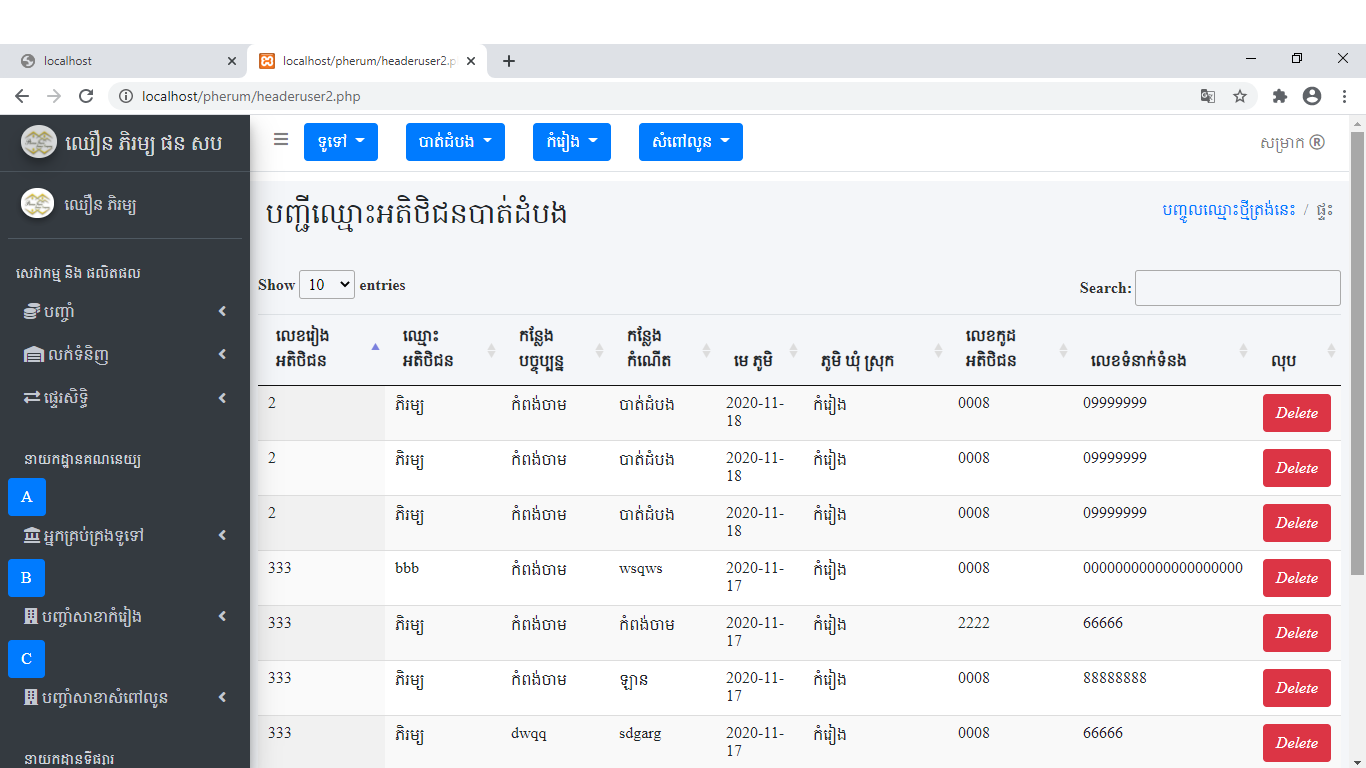 localhost
localhost/pherum/headeruser2.p
localhost/pherum/headeruser2.php
ឈឿន ភិរម្យ ផន សប
ទូទៅ បាត់ដំបង កំរៀង សំពៅលូន
សម្រាក ®
ឈឿន ភិរម្យ
បញ្ជីឈ្មោះអតិថិជនបាត់ដំបង
បញ្ចូលឈ្មោះថ្មីត្រង់នេះ / ផ្ទះ
សេវាកម្ម និង ផលិតផល
បញ្ចាំ
លក់ទំនិញ
ផ្ទេរសិទ្ធិ
នាយកដ្ឋានគណនេយ្យ
A
អ្នកគ្រប់គ្រងទូទៅ
B
បញ្ចាំសាខាកំរៀង
C
បញ្ចាំសាខាសំពៅលូន
នាយកដ្ឋានទីផ្សារ
Show 10 entries
Search:
លេខរៀង ឈ្មោះ កន្លែង កន្លែង លេខកូដ
អតិថិជន អតិថិជន បច្ចុប្បន្ន កំណើត មេ ភូមិ ភូមិ ឃុំ ស្រុក អតិថិជន លេខទំនាក់ទំនង លុប
2 ភិរម្យ កំពង់ចាម បាត់ដំបង 2020-11- កំរៀង 0008 09999999 Delete
18
2 ភិរម្យ កំពង់ចាម បាត់ដំបង 2020-11- កំរៀង 0008 09999999 Delete
18
2 ភិរម្យ កំពង់ចាម បាត់ដំបង 2020-11- កំរៀង 0008 09999999 Delete
18
333 bbb កំពង់ចាម wsqws 2020-11- កំរៀង 0008 00000000000000000000 Delete
17
333 ភិរម្យ កំពង់ចាម កំពង់ចាម 2020-11- កំរៀង 2222 66666 Delete
17
333 ភិរម្យ កំពង់ចាម ឡាន 2020-11- កំរៀង 0008 88888888 Delete
17
333 ភិរម្យ dwqq sdgarg 2020-11- កំរៀង 0008 66666 Delete
17